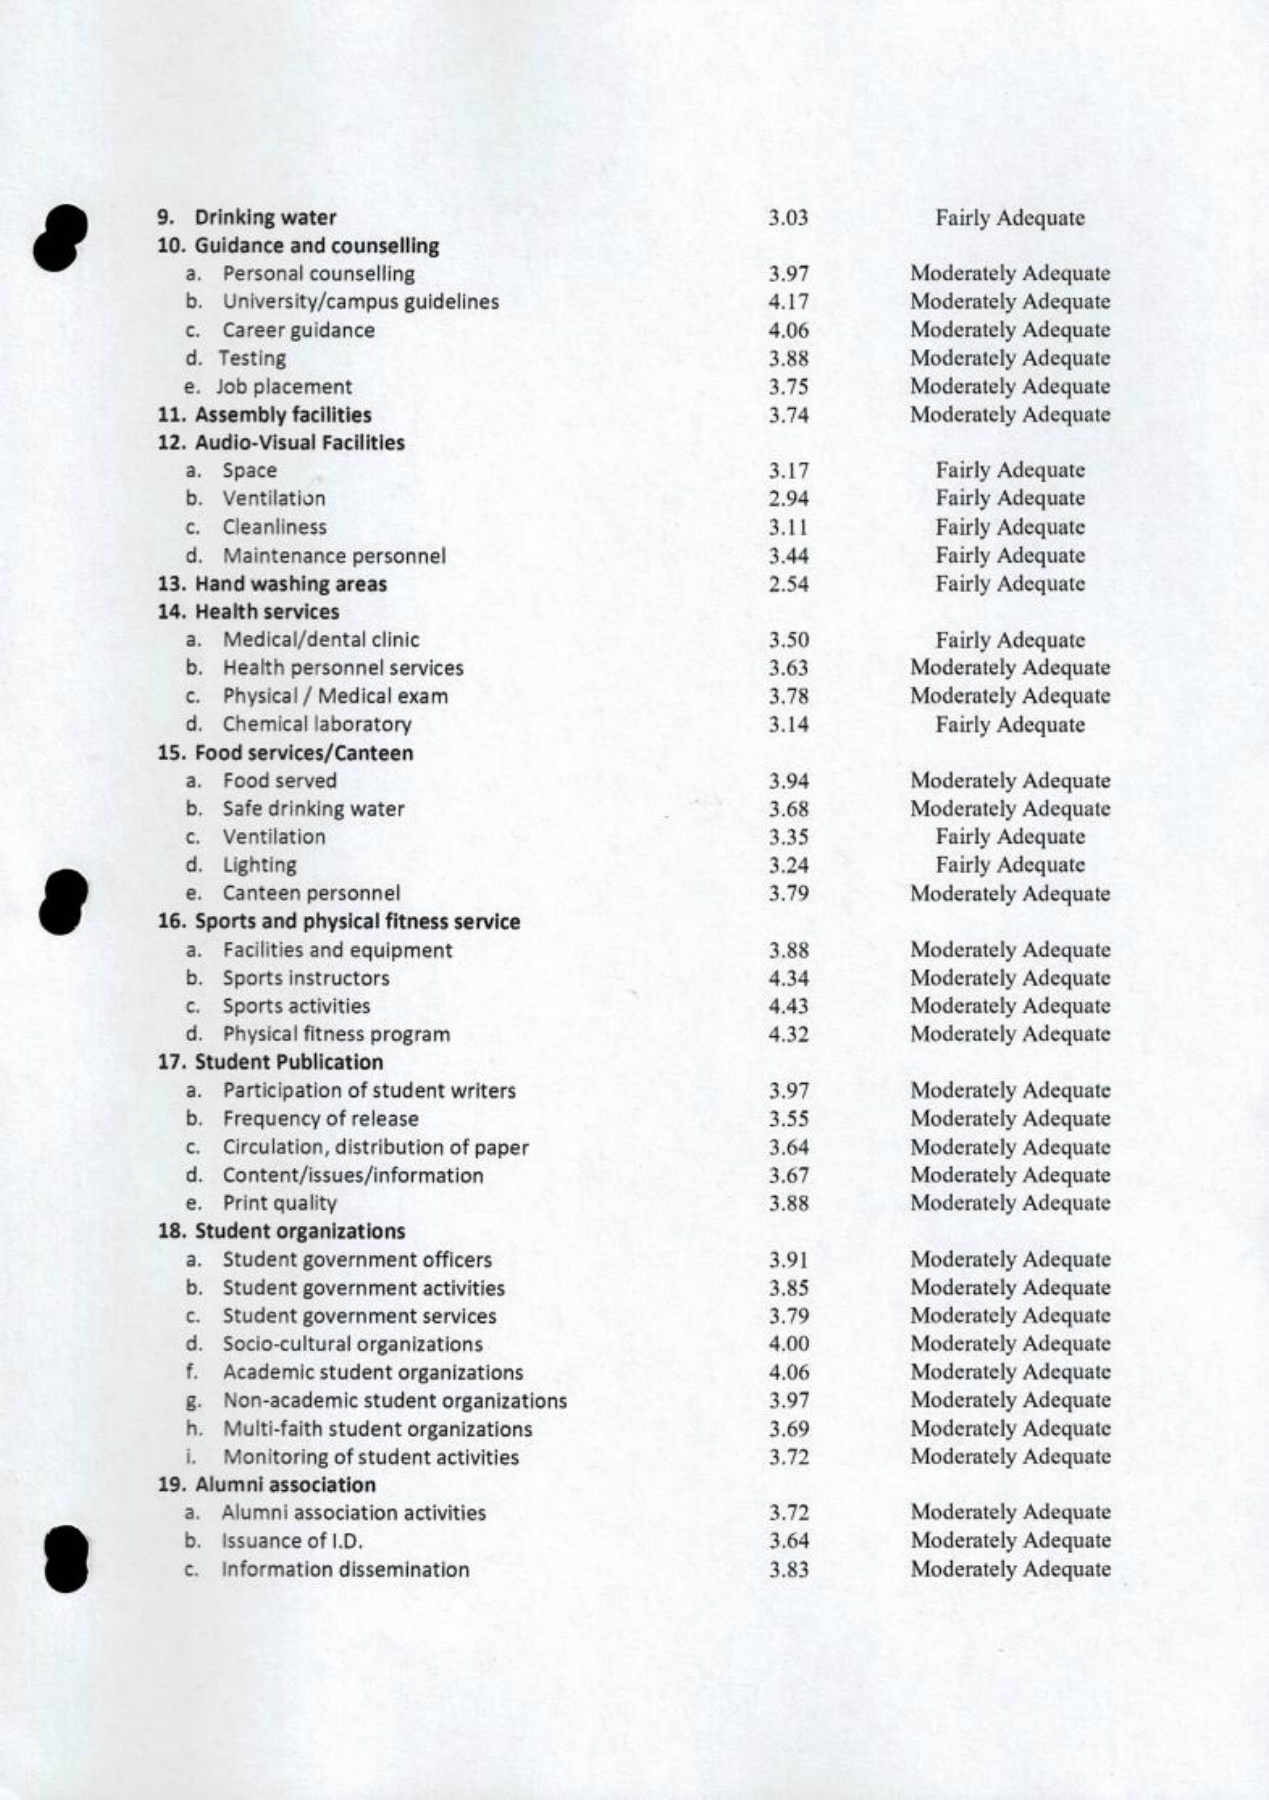 9. Drinking water 3.03 Fairly Adequate
10. Guidance and counselling
a. Personal counselling 3.97 Moderately Adequate
b. University/campus guidelines 4.17 Moderately Adequate
c. Career guidance 4.06 Moderately Adequate
d. Testing 3.88 Moderately Adequate
e. Job placement 3.75 Moderately Adequate
11. Assembly facilities 3.74 Moderately Adequate
12. Audio-Visual Facilities
a. Space 3.17 Fairly Adequate
b. Ventilation 2.94 Fairly Adequate
c. Cleanliness 3.11 Fairly Adequate
d. Maintenance personnel 3.44 Fairly Adequate
13. Hand washing areas 2.54 Fairly Adequate
14. Health services
a. Medical/dental clinic 3.50 Fairly Adequate
b. Health personnel services 3.63 Moderately Adequate
c. Physical / Medical exam 3.78 Moderately Adequate
d. Chemical laboratory 3.14 Fairly Adequate
15. Food services/Canteen
a. Food served 3.94 Moderately Adequate
b. Safe drinking water 3.68 Moderately Adequate
c. Ventilation 3.35 Fairly Adequate
d. Lighting 3.24 Fairly Adequate
e. Canteen personnel 3.79 Moderately Adequate
16. Sports and physical fitness service
a. Facilities and equipment 3.88 Moderately Adequate
b. Sports instructors 4.34 Moderately Adequate
c. Sports activities 4.43 Moderately Adequate
d. Physical fitness program 4.32 Moderately Adequate
17. Student Publication
a. Participation of student writers 3.97 Moderately Adequate
b. Frequency of release 3.55 Moderately Adequate
c. Circulation, distribution of paper 3.64 Moderately Adequate
d. Content/issues/information 3.67 Moderately Adequate
e. Print quality 3.88 Moderately Adequate
18. Student organizations
a. Student government officers 3.91 Moderately Adequate
b. Student government activities 3.85 Moderately Adequate
c. Student government services 3.79 Moderately Adequate
d. Socio-cultural organizations 4.00 Moderately Adequate
f. Academic student organizations 4.06 Moderately Adequate
g. Non-academic student organizations 3.97 Moderately Adequate
h. Multi-faith student organizations 3.69 Moderately Adequate
i. Monitoring of student activities 3.72 Moderately Adequate
19. Alumni association
a. Alumni association activities 3.72 Moderately Adequate
b. Issuance of I.D. 3.64 Moderately Adequate
c. Information dissemination 3.83 Moderately Adequate